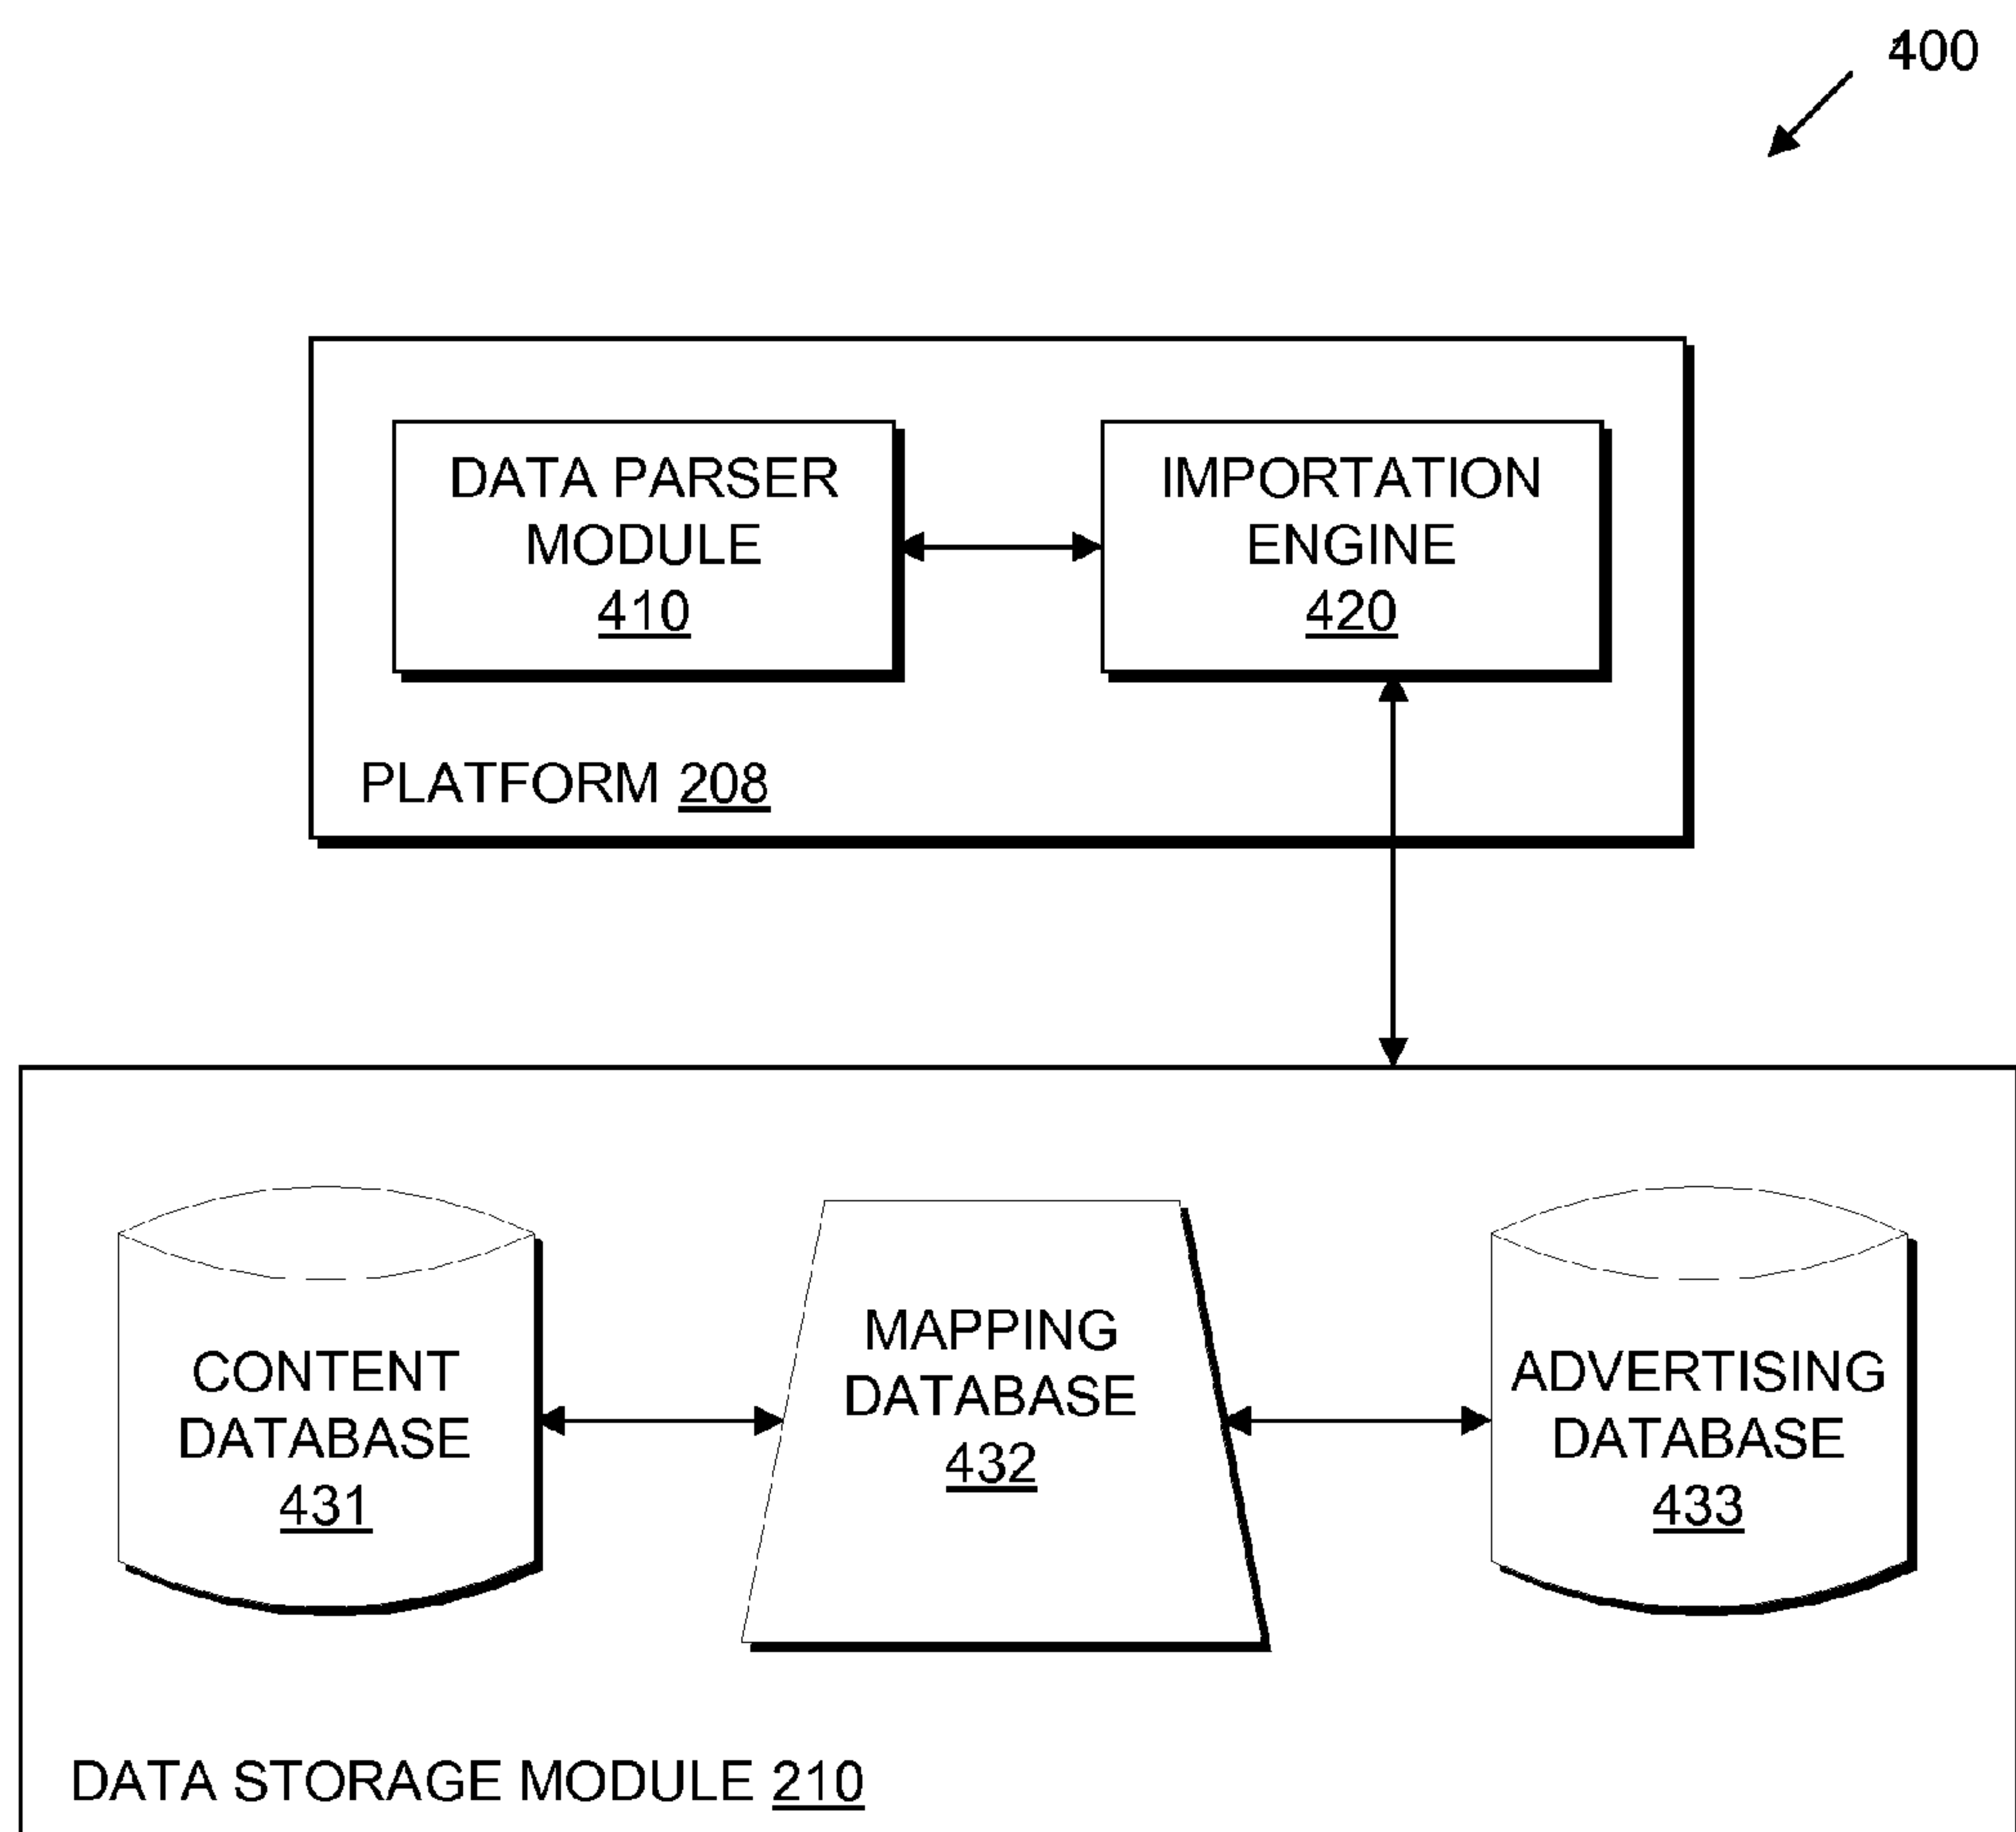 400
DATA PARSER
MODULE
410
IMPORTATION
ENGINE
420
PLATFORM 208
CONTENT
DATABASE
431
MAPPING
DATABASE
432
ADVERTISING
DATABASE
433
DATA STORAGE MODULE 210